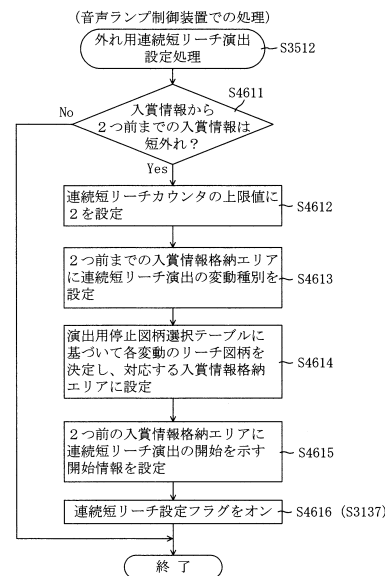 (音声ランプ制御装置での処理)
外れ用連続短リーチ演出
設定処理
S3512
S4611
入賞情報から
2つ前までの入賞情報は
短外れ?
No
Yes
連続短リーチカウンタの上限値に
2を設定
S4612
2つ前までの入賞情報格納エリア
に連続短リーチ演出の変動種別を
設定
S4613
演出用停止図柄選択テーブルに
基づいて各変動のリーチ図柄を
決定し、対応する入賞情報格納
エリアに設定
S4614
2つ前の入賞情報格納エリアに
連続短リーチ演出の開始を示す
開始情報を設定
S4615
連続短リーチ設定フラグをオン
S4616 (S3137)
終了